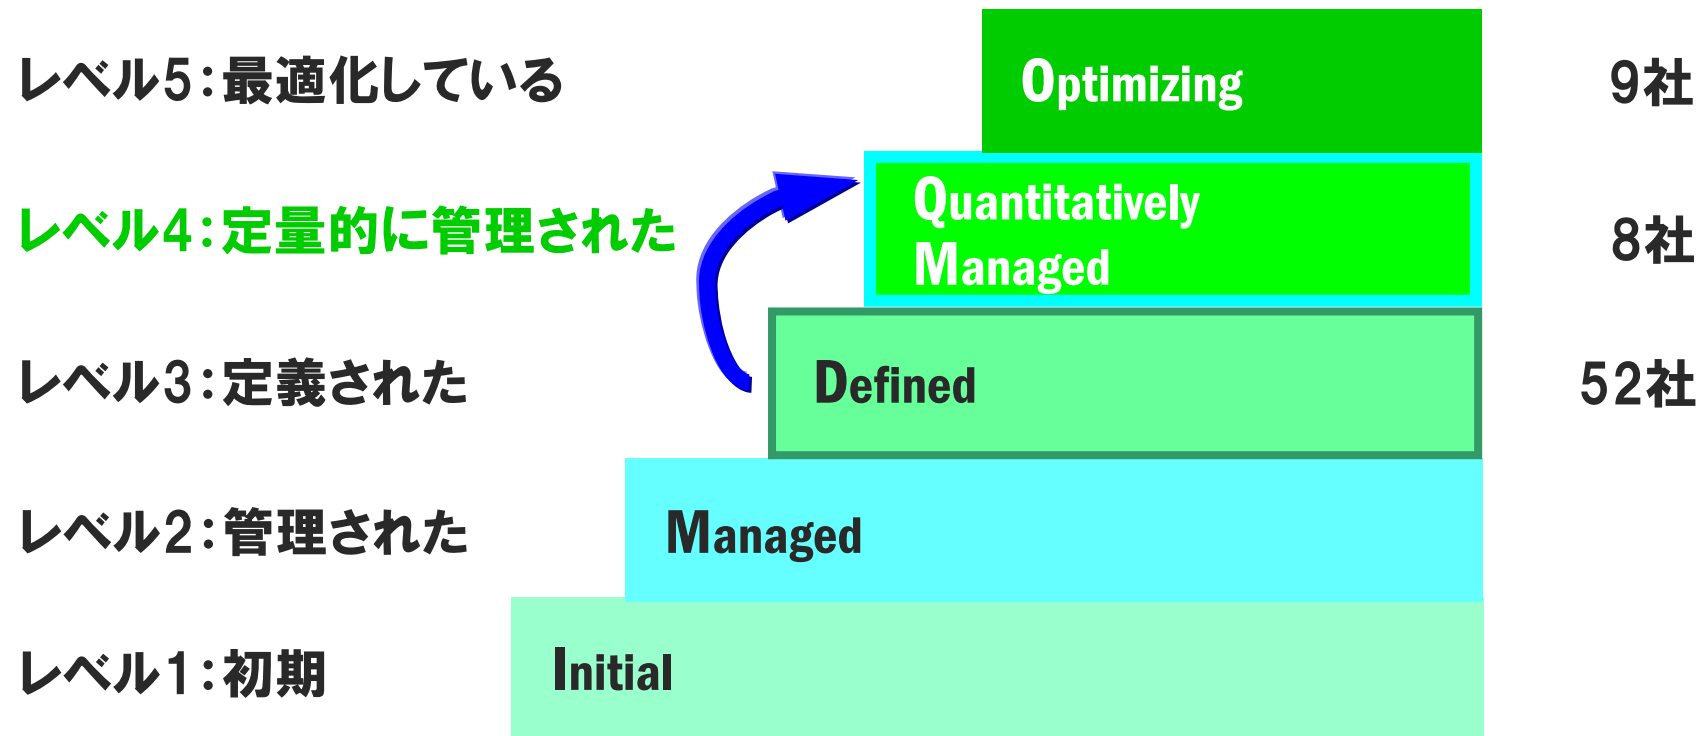 レベル5：最適化している Optimizing 9社
レベル4：定量的に管理された Quantitatively Managed 8社
レベル3：定義された Defined 52社
レベル2：管理された Managed
レベル1：初期 Initial